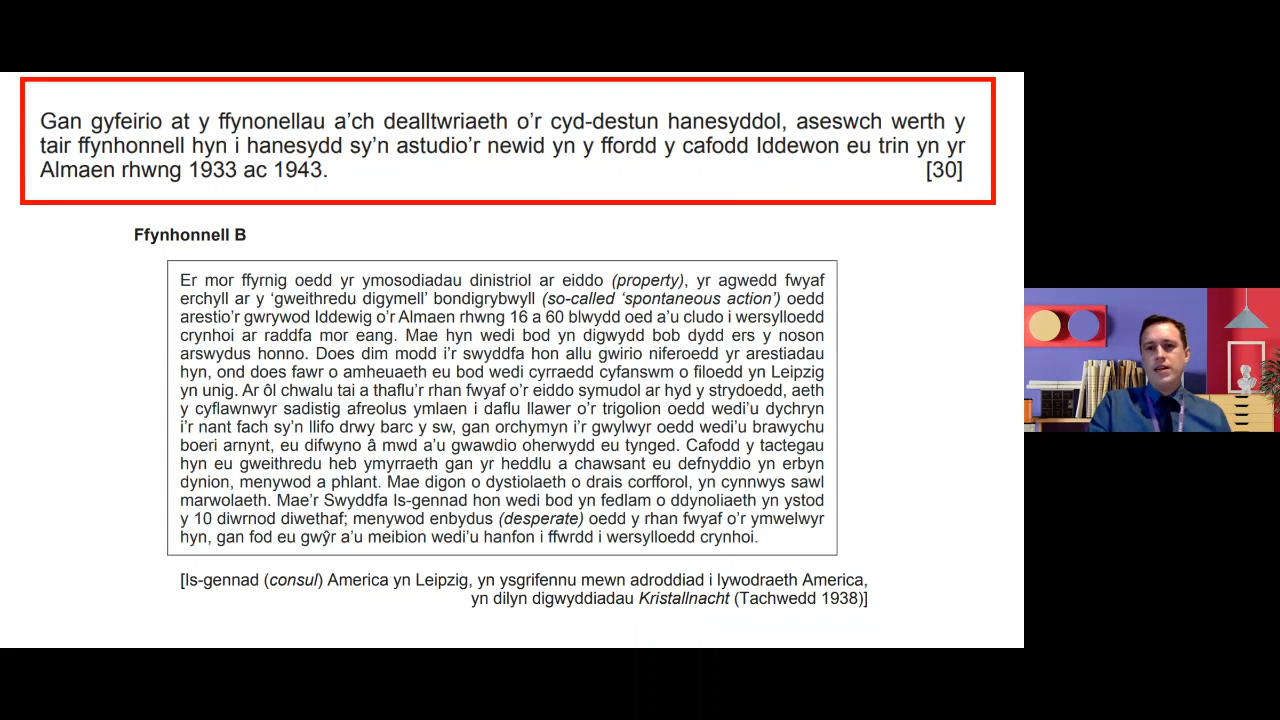 Gan gyfeirio at y ffynonellau a'ch dealltwriaeth o'r cyd-destun hanesyddol, aseswch werth y
tair ffynhonnell hyn i hanesydd sy'n astudio'r newid yn y ffordd y cafodd Iddewon eu trin yn yr
Almaen rhwng 1933 ac 1943. [30]
Ffynhonnell B
Er mor ffyrnig oedd yr ymosodiadau dinistriol ar eiddo (property), yr agwedd fwyaf
erchyll ar y 'gweithredu digymell' bondigrybwyll (so-called 'spontaneous action') oedd
arestio'r gwrywod Iddewig o'r Almaen rhwng 16 a 60 blwydd oed a'u cludo i wersylloedd
crynhoi ar raddfa mor eang. Mae hyn wedi bod yn digwydd bob dydd ers y noson
arswydus honno. Does dim modd i'r swyddfa hon allu gwirio niferoedd yr arestiadau
hyn, ond does fawr o amheuaeth eu bod wedi cyrraedd cyfanswm o filoedd yn Leipzig
yn unig. Ar ôl chwalu tai a thaflu'r rhan fwyaf o'r eiddo symudol ar hyd y strydoedd, aeth
y cyflawnwyr sadistig afreolus ymlaen i daflu llawer o'r trigolion oedd wedi'u dychryn
i'r nant fach sy'n llifo drwy barc y sw, gan orchymyn i'r gwylwyr oedd wedi'u brawychu
boeri arnynt, eu difwyno â mwd a'u gwawdio oherwydd eu tynged. Cafodd y tactegau
hyn eu gweithredu heb ymyrraeth gan yr heddlu a chawsant eu defnyddio yn erbyn
dynion, menywod a phlant. Mae digon o dystiolaeth o drais corfforol, yn cynnwys sawl
marwolaeth. Mae'r Swyddfa Is-gennad hon wedi bod yn fedlam o ddynoliaeth yn ystod
y 10 diwrnod diwethaf; menywod enbydus (desperate) oedd y rhan fwyaf o'r ymwelwyr
hyn, gan fod eu gwŷr a'u meibion wedi'u hanfon i ffwrdd i wersylloedd crynhoi.
[Is-gennad (consul) America yn Leipzig, yn ysgrifennu mewn adroddiad i lywodraeth America,
yn dilyn digwyddiadau Kristallnacht (Tachwedd 1938)]